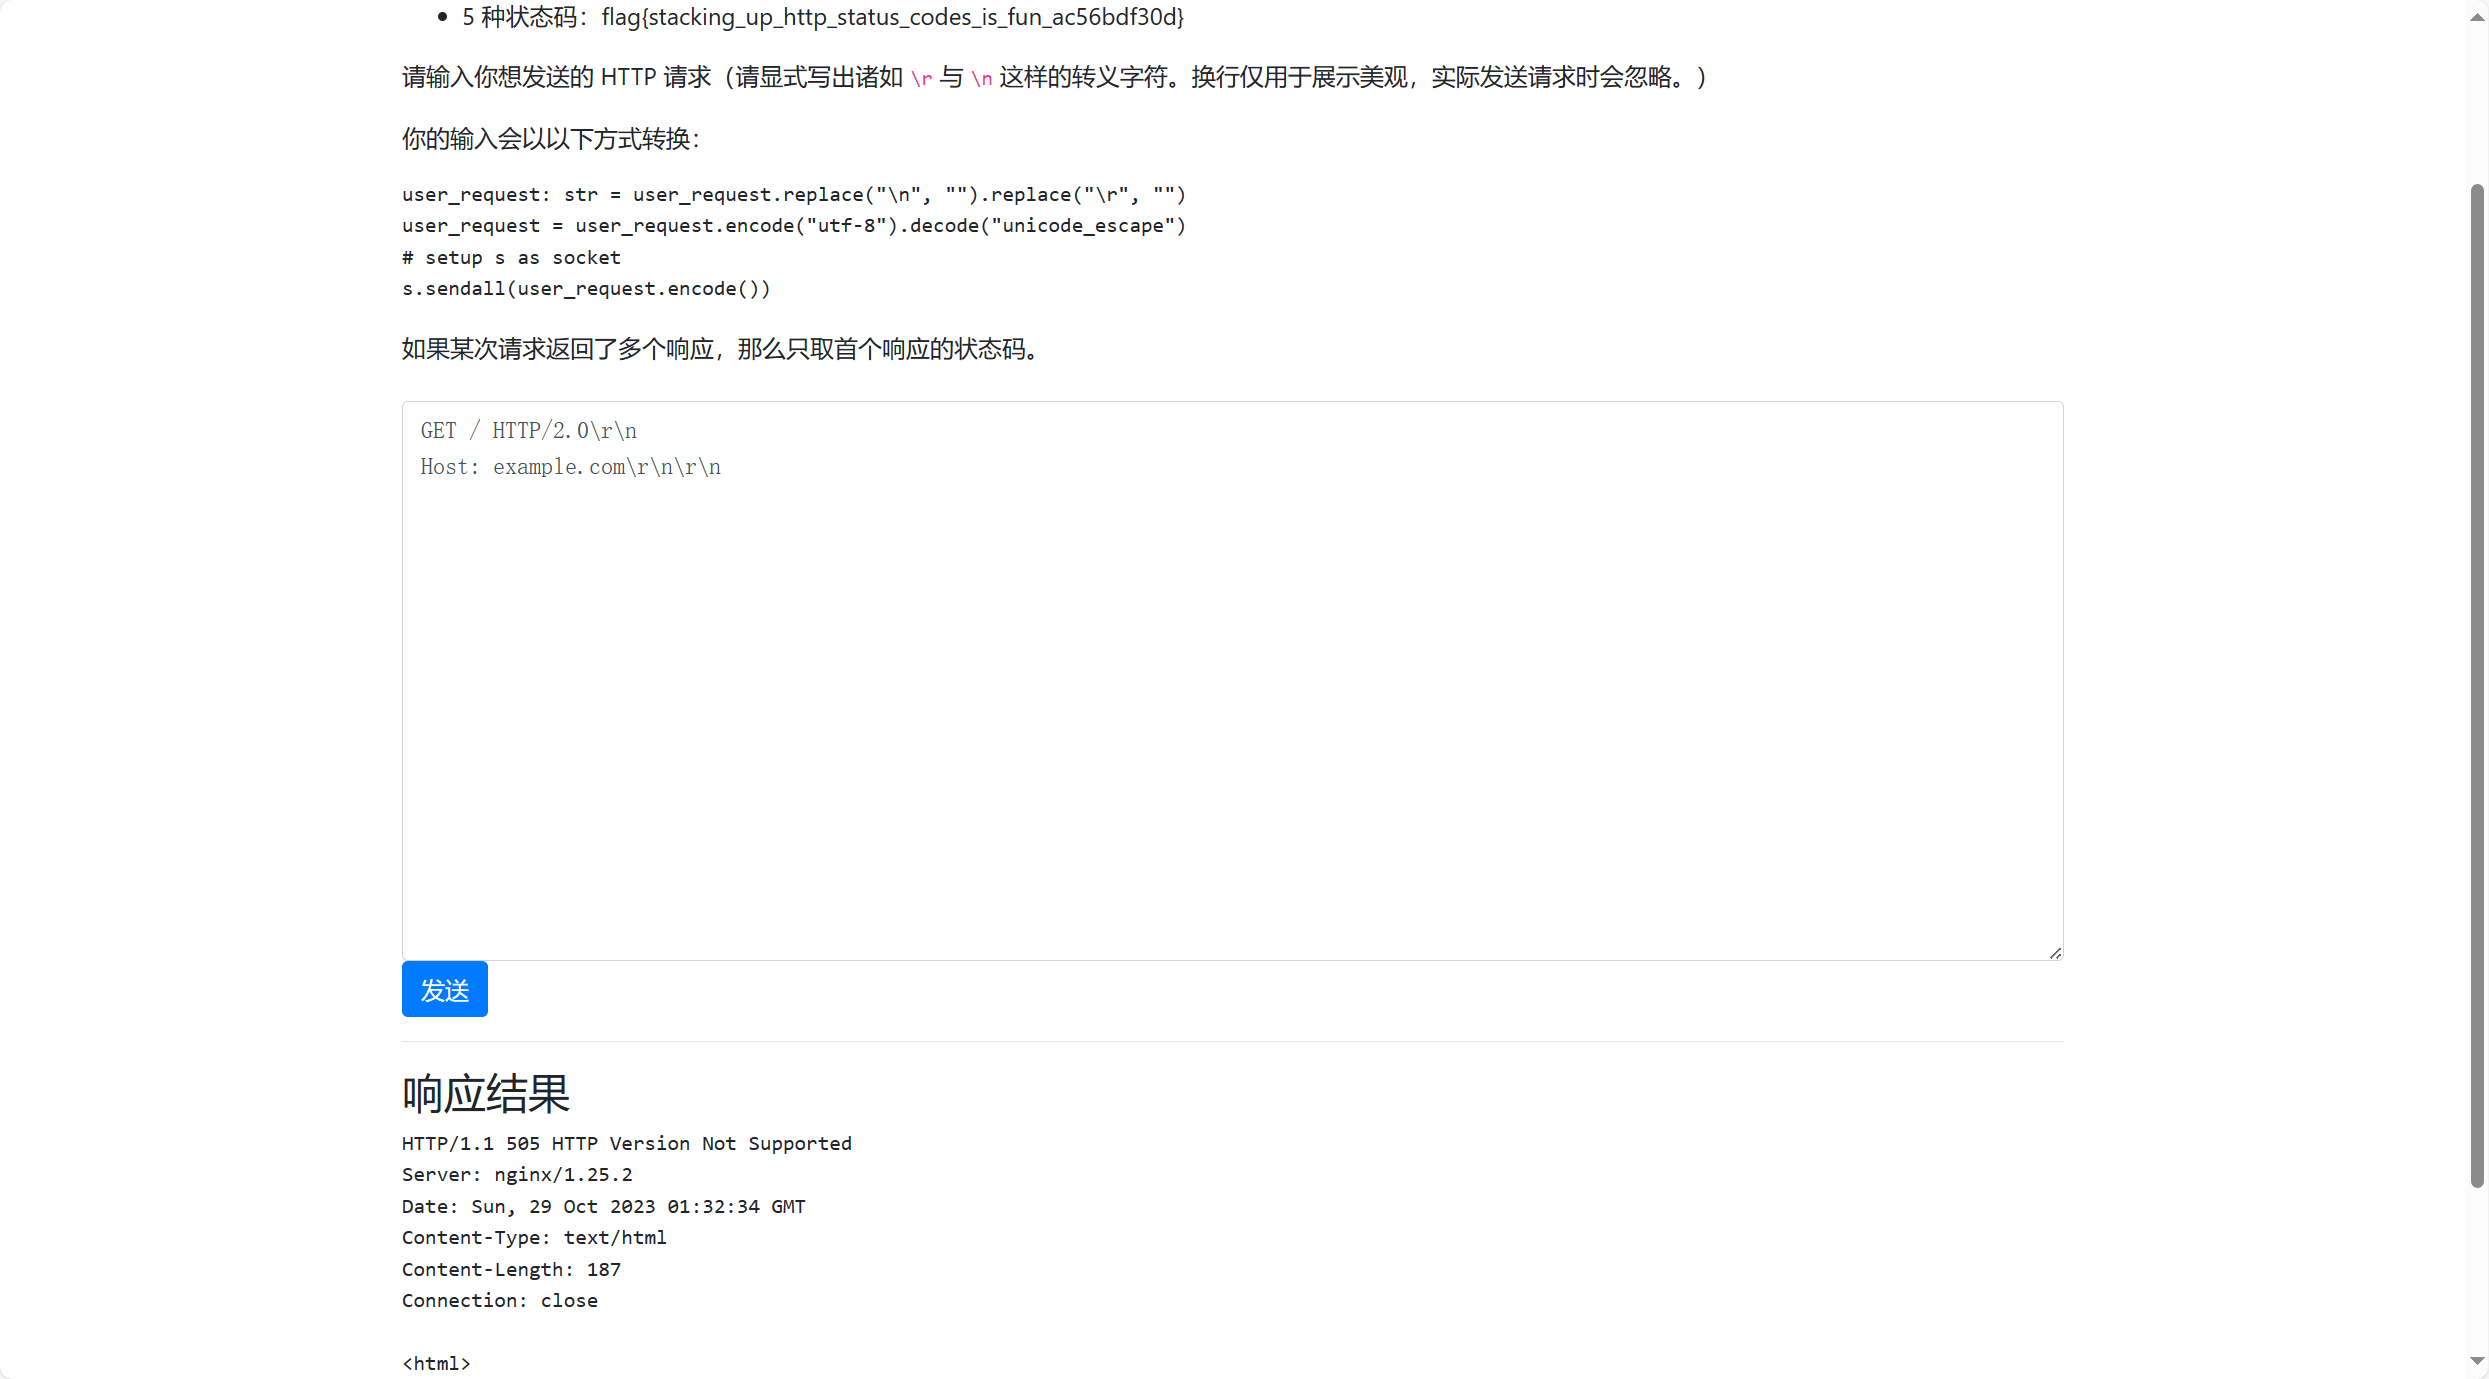 5 种状态码：flag{stacking_up_http_status_codes_is_fun_ac56bdf30d}
请输入你想发送的 HTTP 请求（请显式写出诸如 \r 与 \n 这样的转义字符。换行仅用于展示美观，实际发送请求时会忽略。）
你的输入会以以下方式转换：
user_request: str = user_request.replace("\n", "").replace("\r", "")
user_request = user_request.encode("utf-8").decode("unicode_escape")
# setup s as socket
s.sendall(user_request.encode())
如果某次请求返回了多个响应，那么只取首个响应的状态码。
GET / HTTP/2.0\r\n
Host: example.com\r\n\r\n
发送
响应结果
HTTP/1.1 505 HTTP Version Not Supported
Server: nginx/1.25.2
Date: Sun, 29 Oct 2023 01:32:34 GMT
Content-Type: text/html
Content-Length: 187
Connection: close
<html>